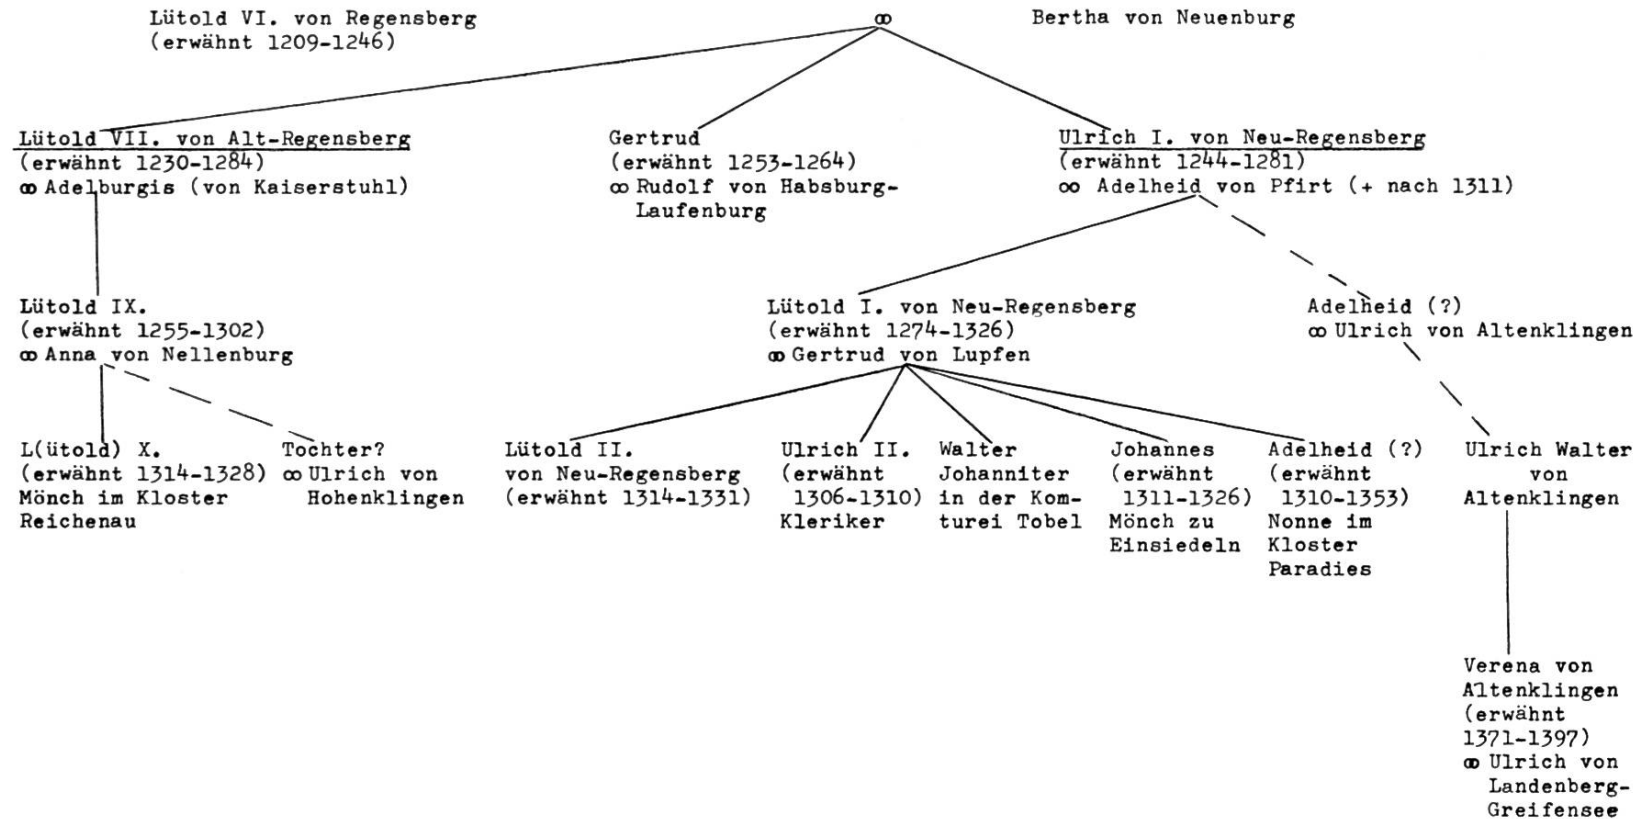 Lütold VI. von Regensberg
(erwähnt 1209-1246)
ꝏ
Bertha von Neuenburg
Lütold VII. von Alt-Regensberg
(erwähnt 1230-1284)
ꝏ Adelburgis (von Kaiserstuhl)
Gertrud
(erwähnt 1253-1264)
ꝏ Rudolf von Habsburg-
Laufenburg
Ulrich I. von Neu-Regensberg
(erwähnt 1244-1281)
ꝏ Adelheid von Pfirt (+ nach 1311)
Lütold IX.
(erwähnt 1255-1302)
ꝏ Anna von Nellenburg
Lütold I. von Neu-Regensberg
(erwähnt 1274-1326)
ꝏ Gertrud von Lupfen
Adelheid (?)
ꝏ Ulrich von Altenklingen
L(ütold) X.
(erwähnt 1314-1328)
Mönch im Kloster
Reichenau
Tochter?
ꝏ Ulrich von
Hohenklingen
Lütold II.
von Neu-Regensberg
(erwähnt 1314-1331)
Ulrich II.
(erwähnt
1306-1310)
Kleriker
Walter
Johanniter
in der Kom-
turei Tobel
Johannes
(erwähnt
1311-1326)
Mönch zu
Einsiedeln
Adelheid (?)
(erwähnt
1310-1353)
Nonne im
Kloster
Paradies
Ulrich Walter
von
Altenklingen
Verena von
Altenklingen
(erwähnt
1371-1397)
ꝏ Ulrich von
Landenberg-
Greifensee